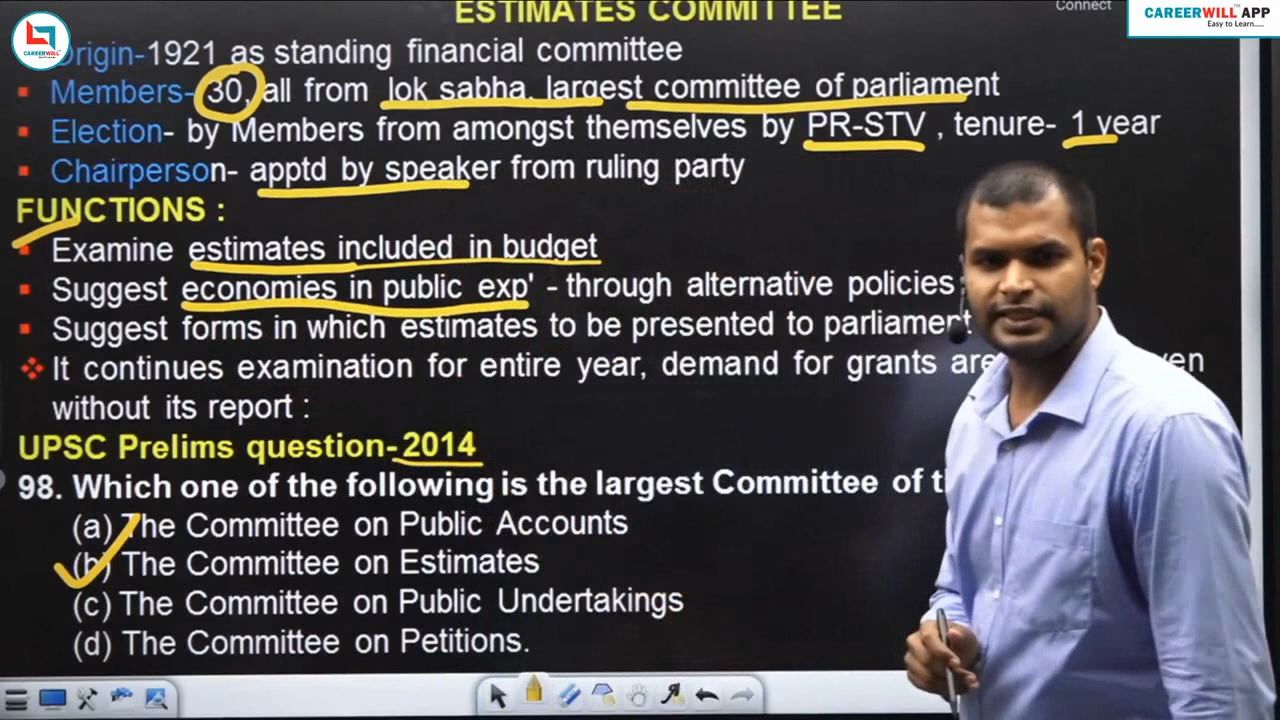 ESTIMATES COMMITTEE
Connect
CAREERWILL APP
Easy to Learn.....
CAREERWILL
Origin-1921 as standing financial committee
Members- 30, all from lok sabha, largest committee of parliament
Election- by Members from amongst themselves by PR-STV , tenure- 1 year
Chairperson- apptd by speaker from ruling party
FUNCTIONS :
Examine estimates included in budget
Suggest economies in public exp' - through alternative policies
Suggest forms in which estimates to be presented to parliament
It continues examination for entire year, demand for grants are
without its report :
UPSC Prelims question-2014
98. Which one of the following is the largest Committee of
(a) The Committee on Public Accounts
(b) The Committee on Estimates
(c) The Committee on Public Undertakings
(d) The Committee on Petitions.